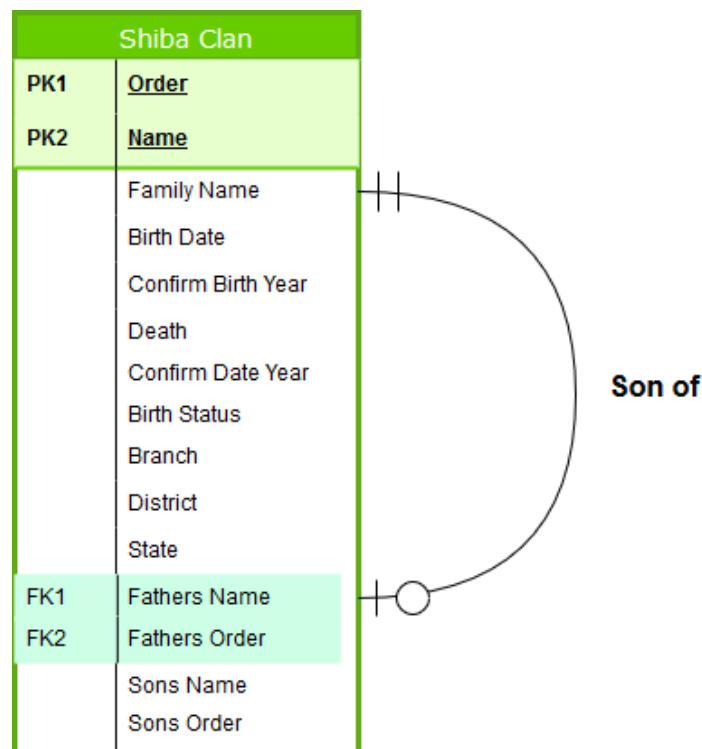 Shiba Clan
PK1 Order
PK2 Name
Family Name
Birth Date
Confirm Birth Year
Death
Confirm Date Year
Son of
Birth Status
Branch
District
State
FK1 Fathers Name
FK2 Fathers Order
Sons Name
Sons Order